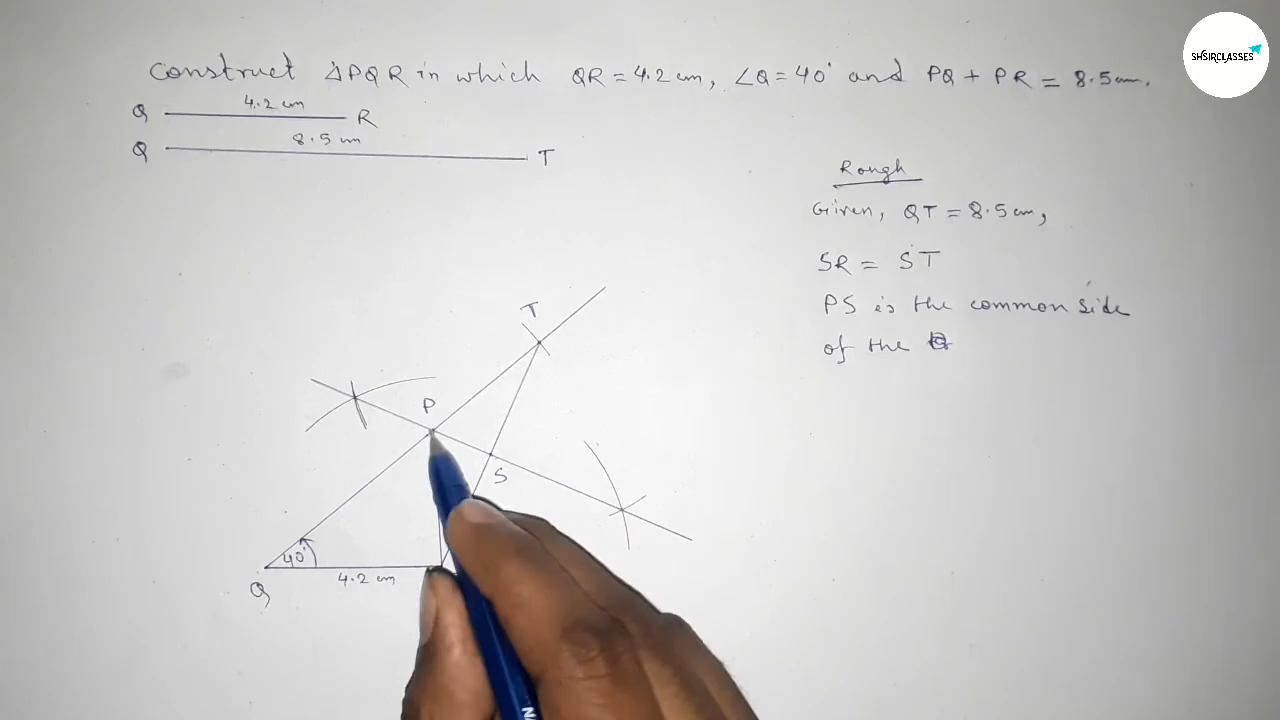 SHSIRCLASSES
Construct ΔPQR in which QR = 4.2 cm, ∠Q = 40° and PQ + PR = 8.5 cm.
4.2 cm
Q R
8.5 cm
Q T
Rough
Given, QT = 8.5 cm,
SR = ST
PS is the common side
of the
T
P
S
40°
4.2 cm
Q